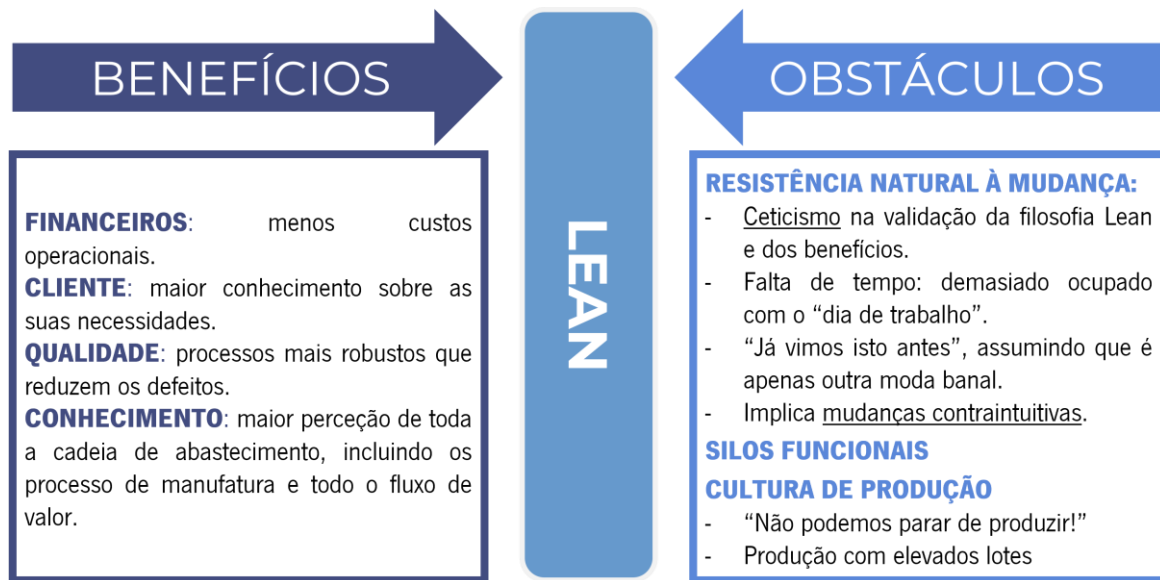 BENEFÍCIOS
FINANCEIROS: menos custos
operacionais.
CLIENTE: maior conhecimento sobre as
suas necessidades.
QUALIDADE: processos mais robustos que
reduzem os defeitos.
CONHECIMENTO: maior perceção de toda
a cadeia de abastecimento, incluindo os
processo de manufatura e todo o fluxo de
valor.
LEAN
OBSTÁCULOS
RESISTÊNCIA NATURAL À MUDANÇA:
- Ceticismo na validação da filosofia Lean
e dos benefícios.
- Falta de tempo: demasiado ocupado
com o “dia de trabalho”.
- “Já vimos isto antes”, assumindo que é
apenas outra moda banal.
- Implica mudanças contraintuitivas.
SILOS FUNCIONAIS
CULTURA DE PRODUÇÃO
- “Não podemos parar de produzir!”
- Produção com elevados lotes